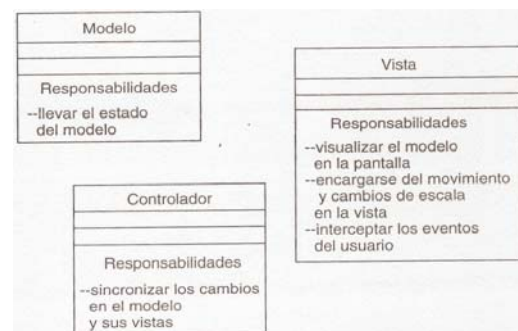 Modelo
Responsabilidades
--llevar el estado
del modelo
Vista
Responsabilidades
--visualizar el modelo
en la pantalla
--encargarse del movimiento
y cambios de escala
en la vista
--interceptar los eventos
del usuario
Controlador
Responsabilidades
--sincronizar los cambios
en el modelo
y sus vistas